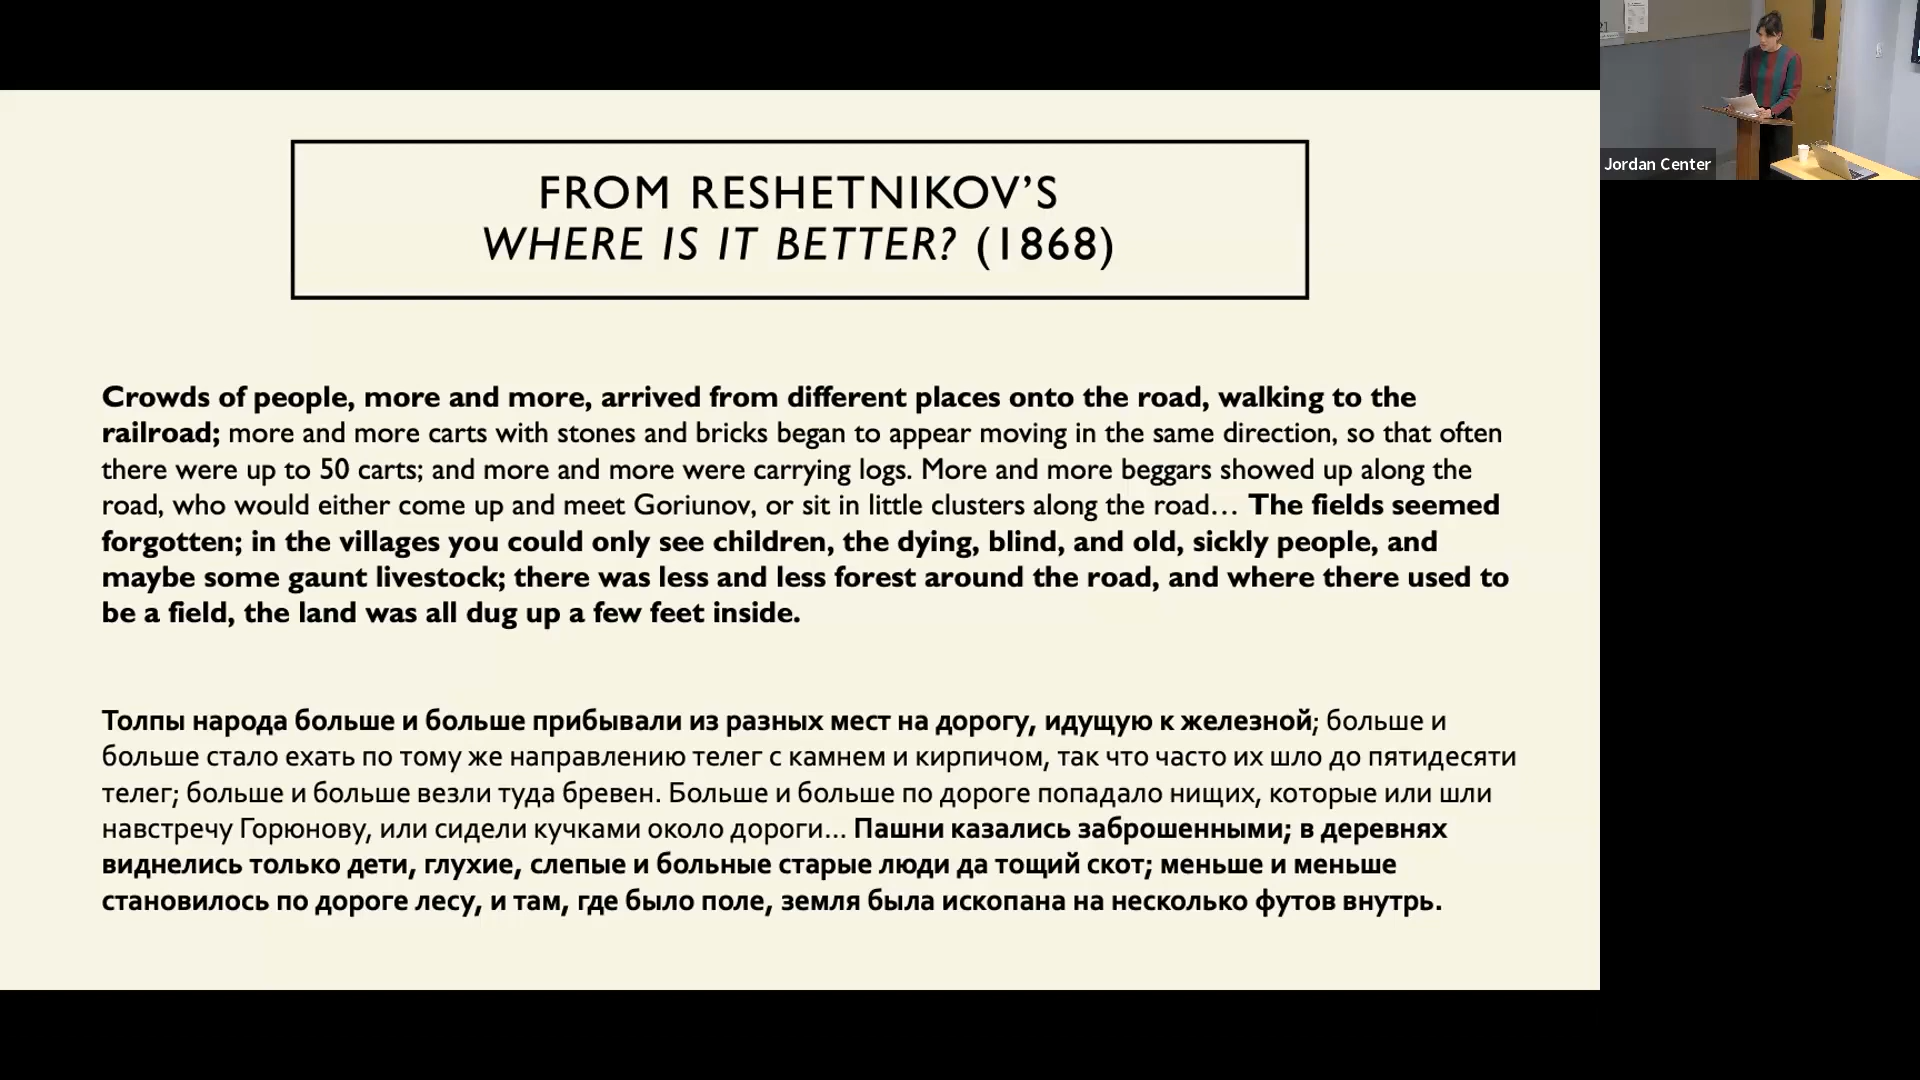 FROM RESHETNIKOV’S
WHERE IS IT BETTER? (1868)
Crowds of people, more and more, arrived from different places onto the road, walking to the
railroad; more and more carts with stones and bricks began to appear moving in the same direction, so that often
there were up to 50 carts; and more and more were carrying logs. More and more beggars showed up along the
road, who would either come up and meet Goriunov, or sit in little clusters along the road… The fields seemed
forgotten; in the villages you could only see children, the dying, blind, and old, sickly people, and
maybe some gaunt livestock; there was less and less forest around the road, and where there used to
be a field, the land was all dug up a few feet inside.
Толпы народа больше и больше прибывали из разных мест на дорогу, идущую к железной; больше и
больше стало ехать по тому же направлению телег с камнем и кирпичом, так что часто их шло до пятидесяти
телег; больше и больше везли туда бревен. Больше и больше по дороге попадало нищих, которые или шли
навстречу Горюнову, или сидели кучками около дороги... Пашни казались заброшенными; в деревнях
виднелись только дети, глухие, слепые и больные старые люди да тощий скот; меньше и меньше
становилось по дороге лесу, и там, где было поле, земля была ископана на несколько футов внутрь.
Jordan Center